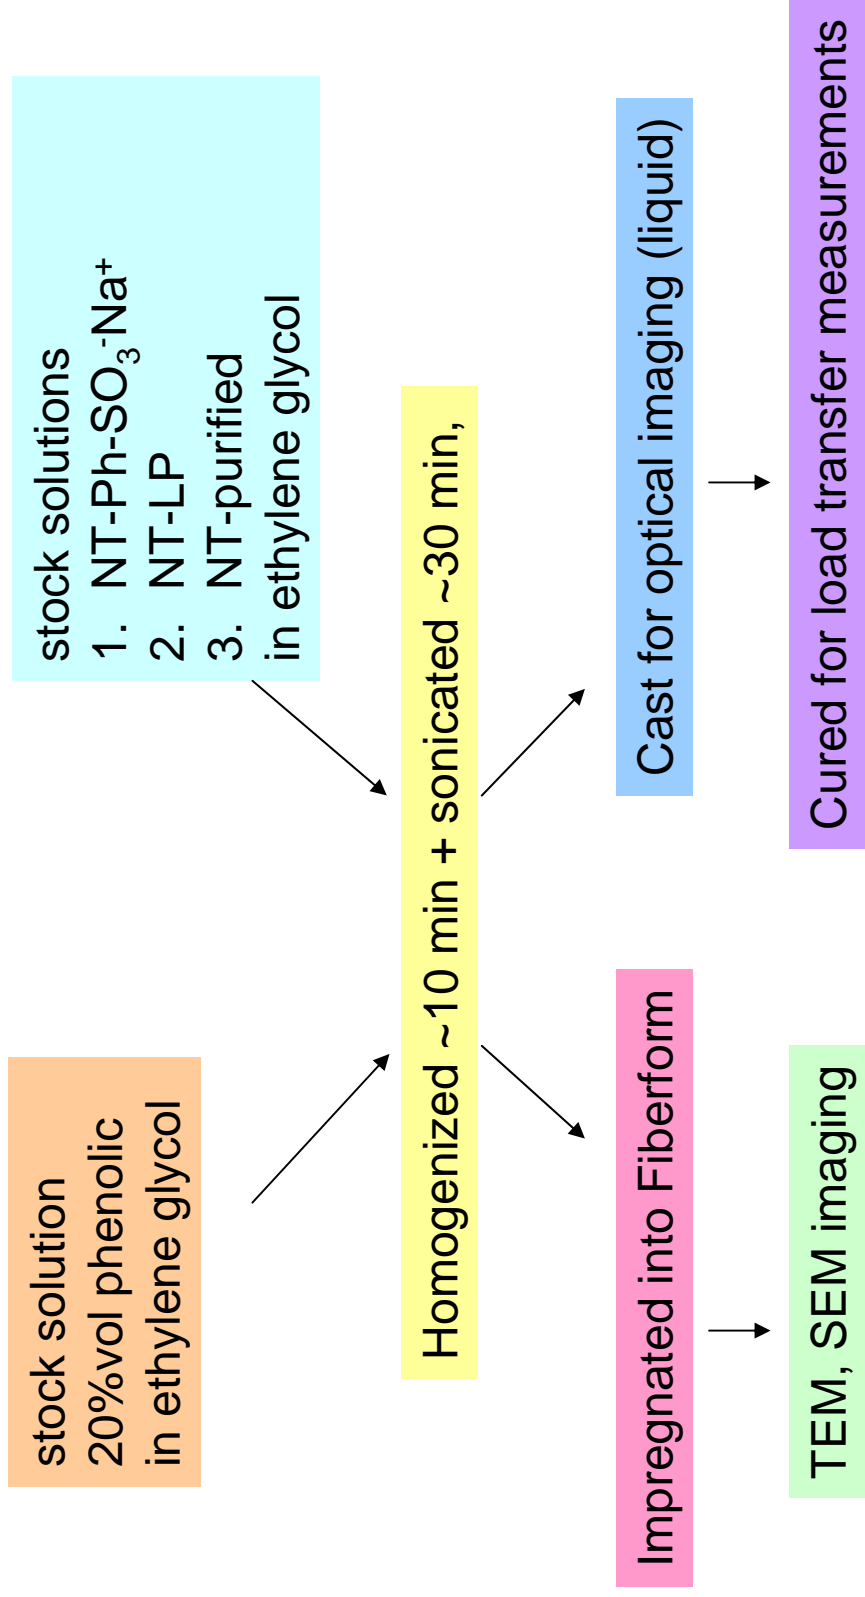 stock solution
20%vol phenolic
in ethylene glycol
stock solutions
1. NT-Ph-SO₃⁻Na⁺
2. NT-LP
3. NT-purified
in ethylene glycol
Homogenized ~10 min + sonicated ~30 min,
Impregnated into Fiberform
Cast for optical imaging (liquid)
TEM, SEM imaging
Cured for load transfer measurements